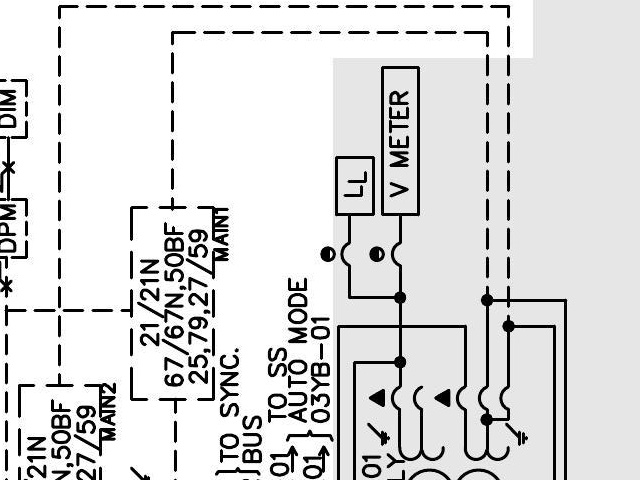 DIM
DPM
21/21N
67/67N,50BF
25,79,27/59
MAIN1
21N
N,50BF
27/59
MAIN2
TO SYNC.
BUS
TO SS
AUTO MODE
03YB-01
LL
V METER
01
01
01
LY